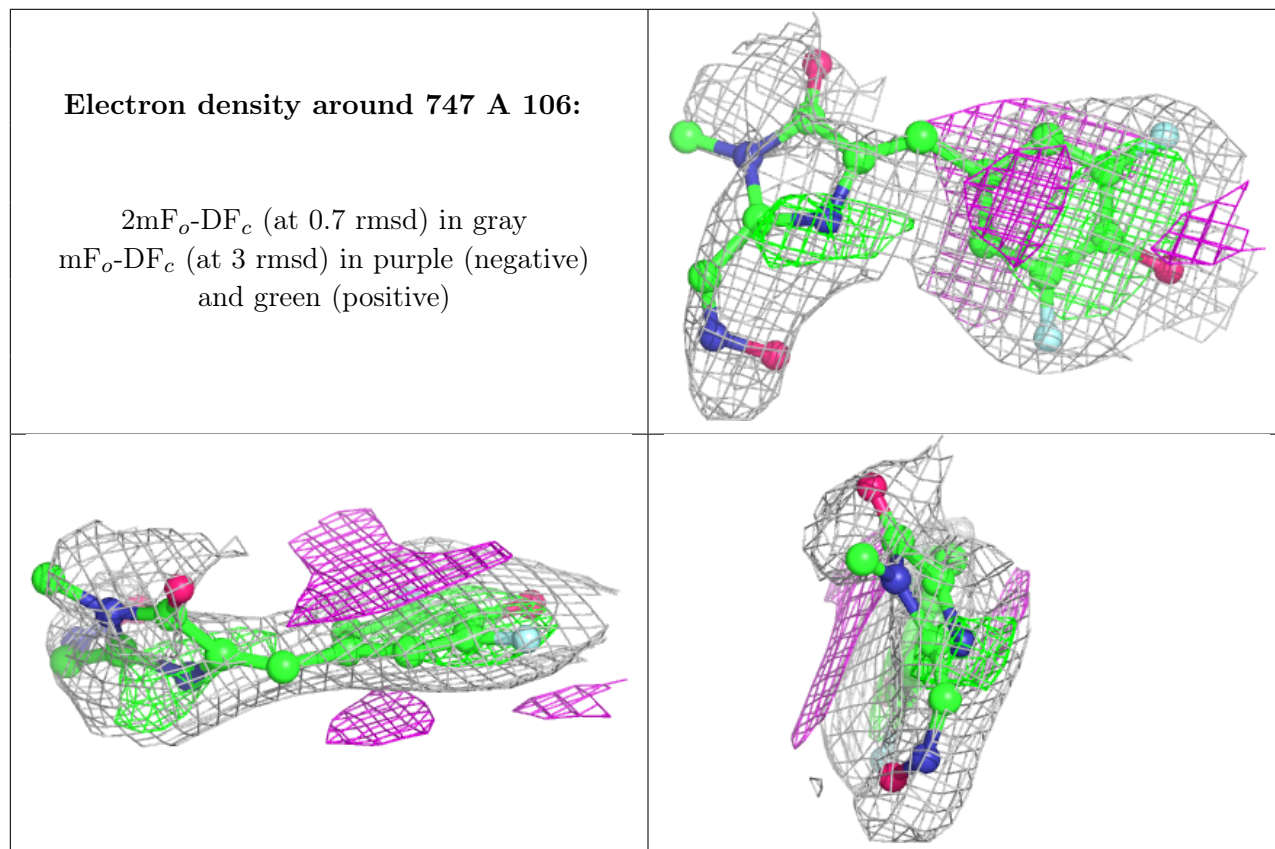 Electron density around 747 A 106:
2mFo-DFc (at 0.7 rmsd) in gray
mFo-DFc (at 3 rmsd) in purple (negative)
and green (positive)